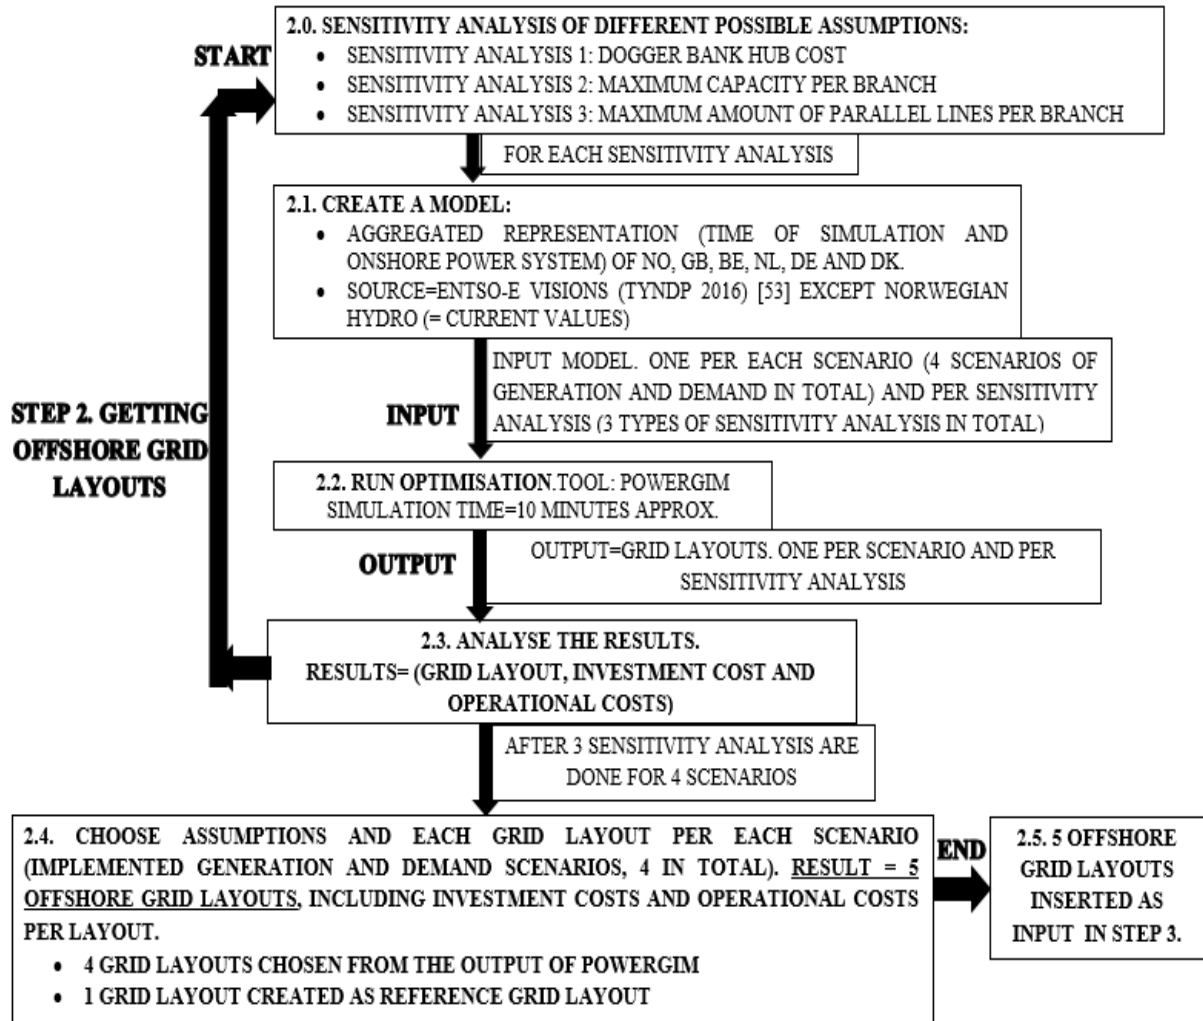 2.0. SENSITIVITY ANALYSIS OF DIFFERENT POSSIBLE ASSUMPTIONS:
• SENSITIVITY ANALYSIS 1: DOGGER BANK HUB COST
• SENSITIVITY ANALYSIS 2: MAXIMUM CAPACITY PER BRANCH
• SENSITIVITY ANALYSIS 3: MAXIMUM AMOUNT OF PARALLEL LINES PER BRANCH
START
FOR EACH SENSITIVITY ANALYSIS
2.1. CREATE A MODEL:
• AGGREGATED REPRESENTATION (TIME OF SIMULATION AND
ONSHORE POWER SYSTEM) OF NO, GB, BE, NL, DE AND DK.
• SOURCE=ENTSO-E VISIONS (TYNDP 2016) [53] EXCEPT NORWEGIAN
HYDRO (= CURRENT VALUES)
INPUT MODEL. ONE PER EACH SCENARIO (4 SCENARIOS OF
GENERATION AND DEMAND IN TOTAL) AND PER SENSITIVITY
ANALYSIS (3 TYPES OF SENSITIVITY ANALYSIS IN TOTAL)
INPUT
STEP 2. GETTING
OFFSHORE GRID
LAYOUTS
2.2. RUN OPTIMISATION.TOOL: POWERGIM
SIMULATION TIME=10 MINUTES APPROX.
OUTPUT
OUTPUT=GRID LAYOUTS. ONE PER SCENARIO AND PER
SENSITIVITY ANALYSIS
2.3. ANALYSE THE RESULTS.
RESULTS= (GRID LAYOUT, INVESTMENT COST AND
OPERATIONAL COSTS)
AFTER 3 SENSITIVITY ANALYSIS ARE
DONE FOR 4 SCENARIOS
2.4. CHOOSE ASSUMPTIONS AND EACH GRID LAYOUT PER EACH SCENARIO
(IMPLEMENTED GENERATION AND DEMAND SCENARIOS, 4 IN TOTAL). RESULT = 5
OFFSHORE GRID LAYOUTS, INCLUDING INVESTMENT COSTS AND OPERATIONAL COSTS
PER LAYOUT.
• 4 GRID LAYOUTS CHOSEN FROM THE OUTPUT OF POWERGIM
• 1 GRID LAYOUT CREATED AS REFERENCE GRID LAYOUT
END
2.5. 5 OFFSHORE
GRID LAYOUTS
INSERTED AS
INPUT IN STEP 3.